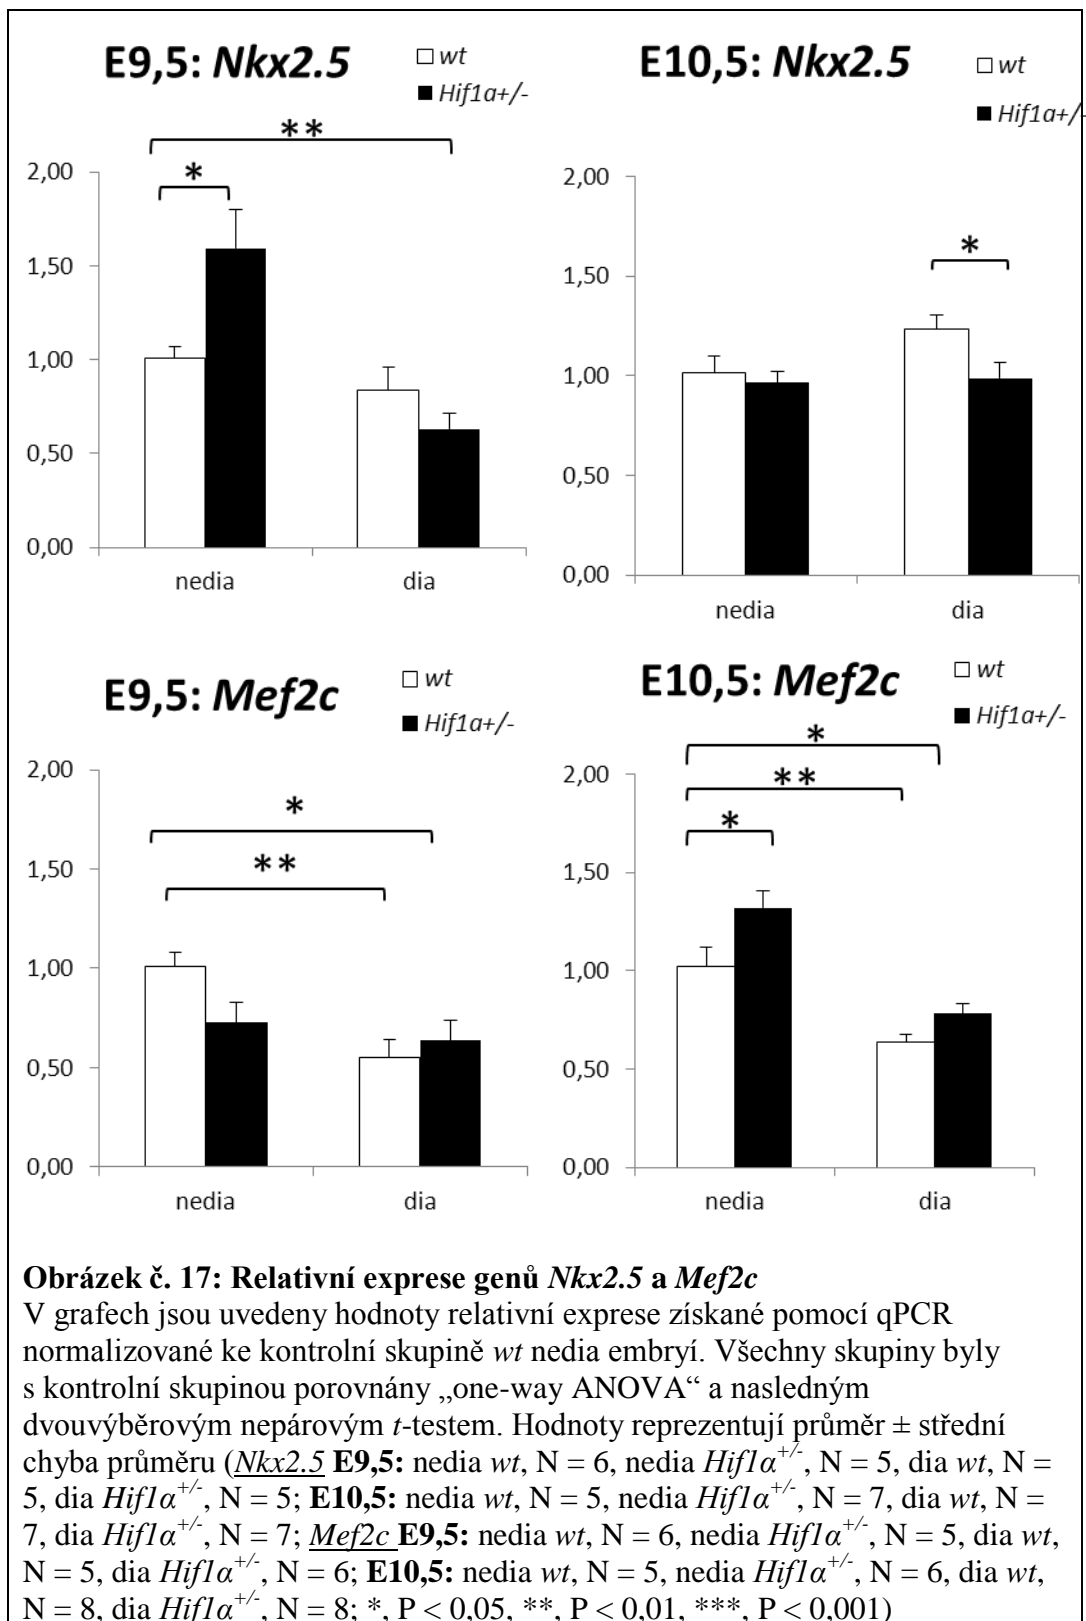 E9,5: Nkx2.5
wt
Hif1a+/-
**
*
2,00
1,50
1,00
0,50
0,00
nedia dia
E10,5: Nkx2.5
wt
Hif1a+/-
*
2,00
1,50
1,00
0,50
0,00
nedia dia
E9,5: Mef2c
wt
Hif1a+/-
*
**
2,00
1,50
1,00
0,50
0,00
nedia dia
E10,5: Mef2c
wt
Hif1a+/-
*
**
*
2,00
1,50
1,00
0,50
0,00
nedia dia
Obrázek č. 17: Relativní exprese genů Nkx2.5 a Mef2c
V grafech jsou uvedeny hodnoty relativní exprese získané pomocí qPCR
normalizované ke kontrolní skupině wt nedia embryí. Všechny skupiny byly
s kontrolní skupinou porovnány „one-way ANOVA“ a nasledným
dvouvýběrovým nepárovým t-testem. Hodnoty reprezentují průměr ± střední
chyba průměru (Nkx2.5 E9,5: nedia wt, N = 6, nedia Hif1α+/-, N = 5, dia wt, N =
5, dia Hif1α+/-, N = 5; E10,5: nedia wt, N = 5, nedia Hif1α+/-, N = 7, dia wt, N =
7, dia Hif1α+/-, N = 7; Mef2c E9,5: nedia wt, N = 6, nedia Hif1α+/-, N = 5, dia wt,
N = 5, dia Hif1α+/-, N = 6; E10,5: nedia wt, N = 5, nedia Hif1α+/-, N = 6, dia wt,
N = 8, dia Hif1α+/-, N = 8; *, P < 0,05, **, P < 0,01, ***, P < 0,001)